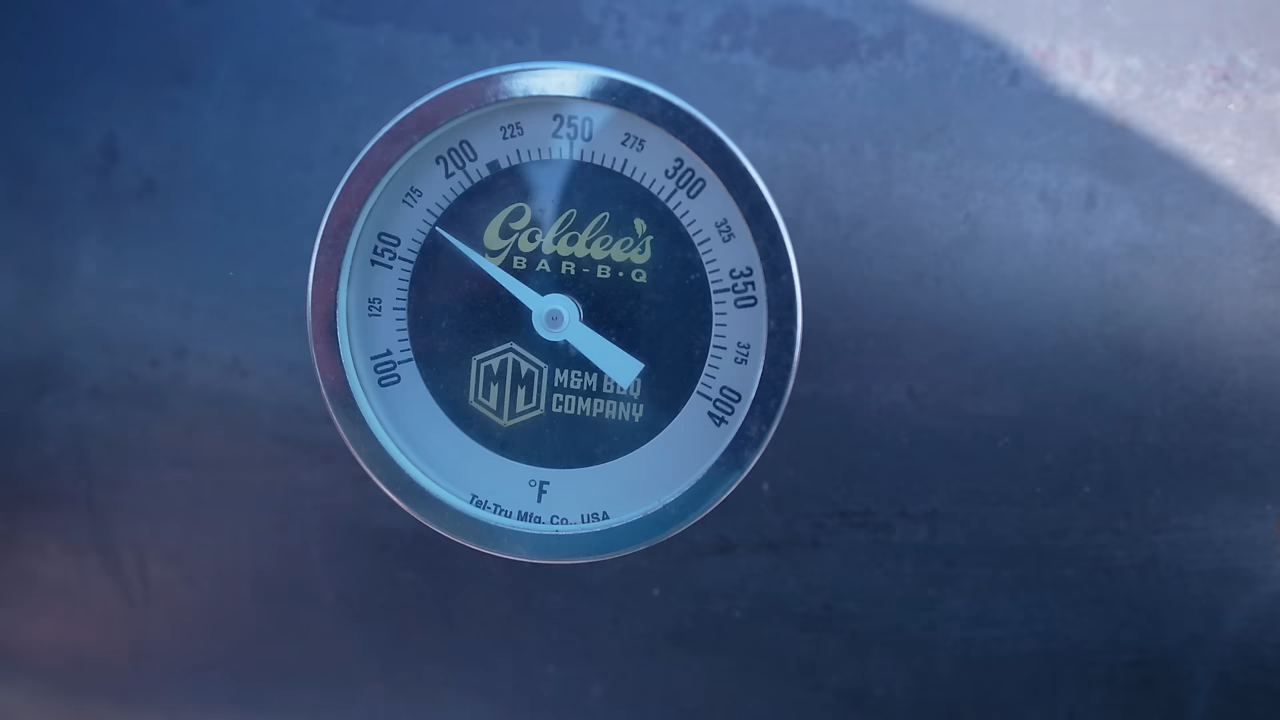 100
125
150
175
200
225
250
275
300
325
350
375
400
Goldee's
BAR-B-Q
MM
M&M BBQ
COMPANY
°F
Tel-Tru Mfg. Co., USA